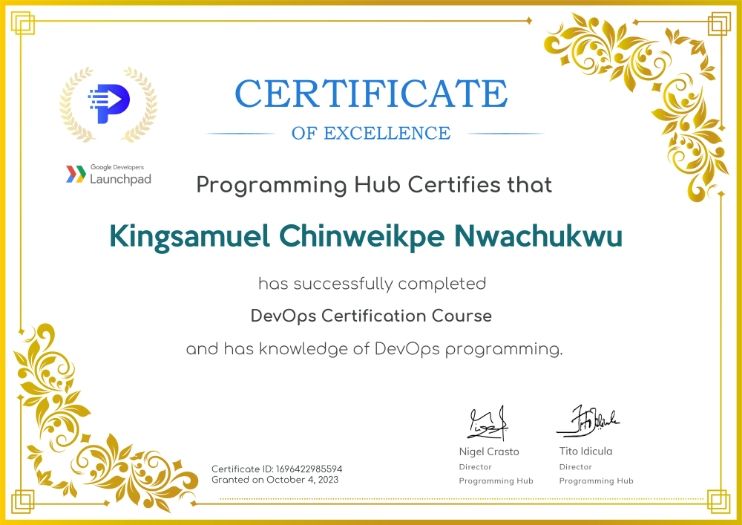 CERTIFICATE
OF EXCELLENCE
Google Developers
Launchpad
Programming Hub Certifies that
Kingsamuel Chinweikpe Nwachukwu
has successfully completed
DevOps Certification Course
and has knowledge of DevOps programming.
Nigel Crasto
Director
Programming Hub
Tito Idicula
Director
Programming Hub
Certificate ID: 1696422985594
Granted on October 4, 2023